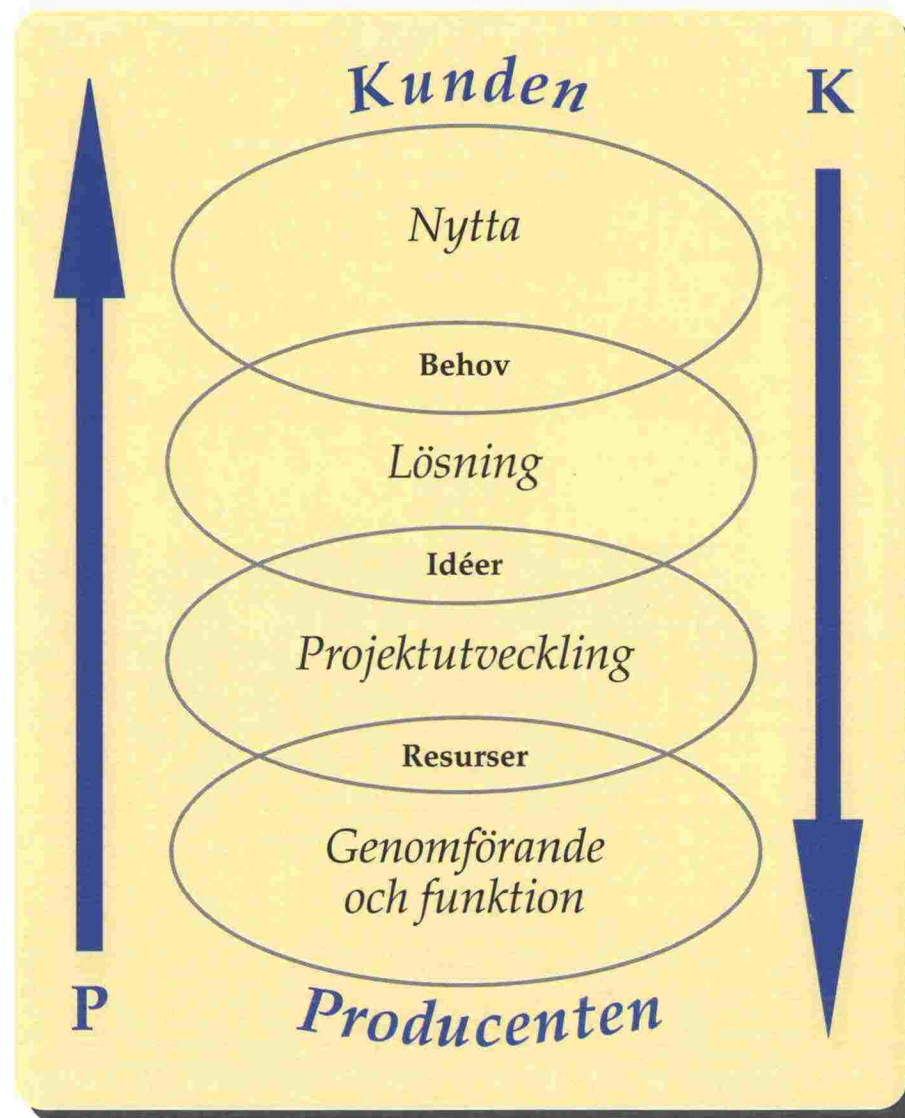 Kunden
K
Nytta
Behov
Lösning
Idéer
Projektutveckling
Resurser
Genomförande
och funktion
P
Producenten